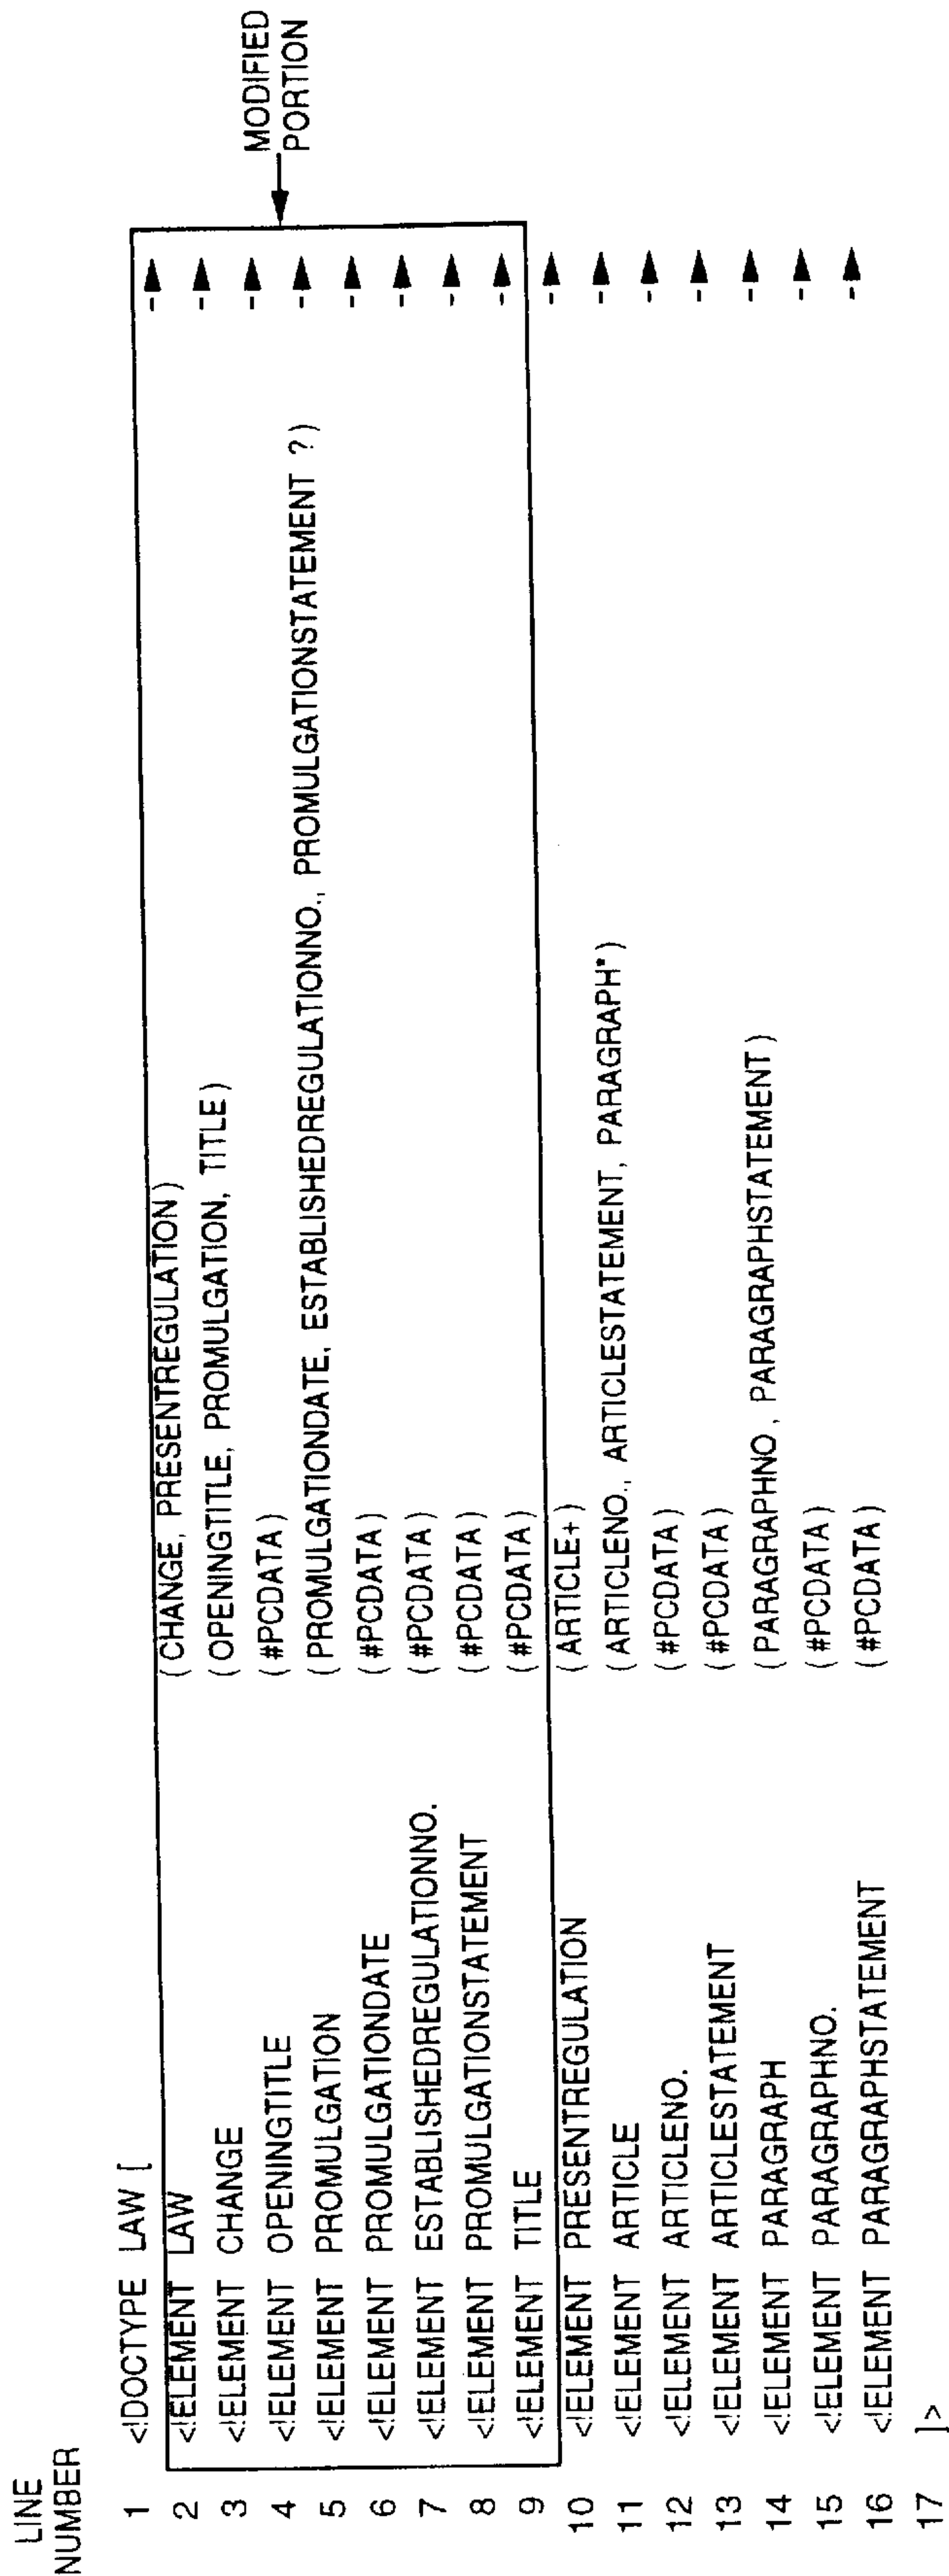 LINE
NUMBER
1 <!DOCTYPE LAW [
2 <!ELEMENT LAW (CHANGE, PRESENTREGULATION) -▶
3 <!ELEMENT CHANGE (OPENINGTITLE, PROMULGATION, TITLE) -▶
4 <!ELEMENT OPENINGTITLE (#PCDATA) -▶
5 <!ELEMENT PROMULGATION (PROMULGATIONDATE, ESTABLISHEDREGULATIONNO., PROMULGATIONSTATEMENT ?) -▶
6 <!ELEMENT PROMULGATIONDATE (#PCDATA) -▶
7 <!ELEMENT ESTABLISHEDREGULATIONNO. (#PCDATA) -▶
8 <!ELEMENT PROMULGATIONSTATEMENT (#PCDATA) -▶
9 <!ELEMENT TITLE (#PCDATA) -▶
10 <!ELEMENT PRESENTREGULATION (ARTICLE+) -▶
11 <!ELEMENT ARTICLE (ARTICLENO., ARTICLESTATEMENT, PARAGRAPH*) -▶
12 <!ELEMENT ARTICLENO. (#PCDATA) -▶
13 <!ELEMENT ARTICLESTATEMENT (#PCDATA) -▶
14 <!ELEMENT PARAGRAPH (PARAGRAPHNO, PARAGRAPHSTATEMENT) -▶
15 <!ELEMENT PARAGRAPHNO. (#PCDATA) -▶
16 <!ELEMENT PARAGRAPHSTATEMENT (#PCDATA) -▶
17 ]>
MODIFIED
PORTION